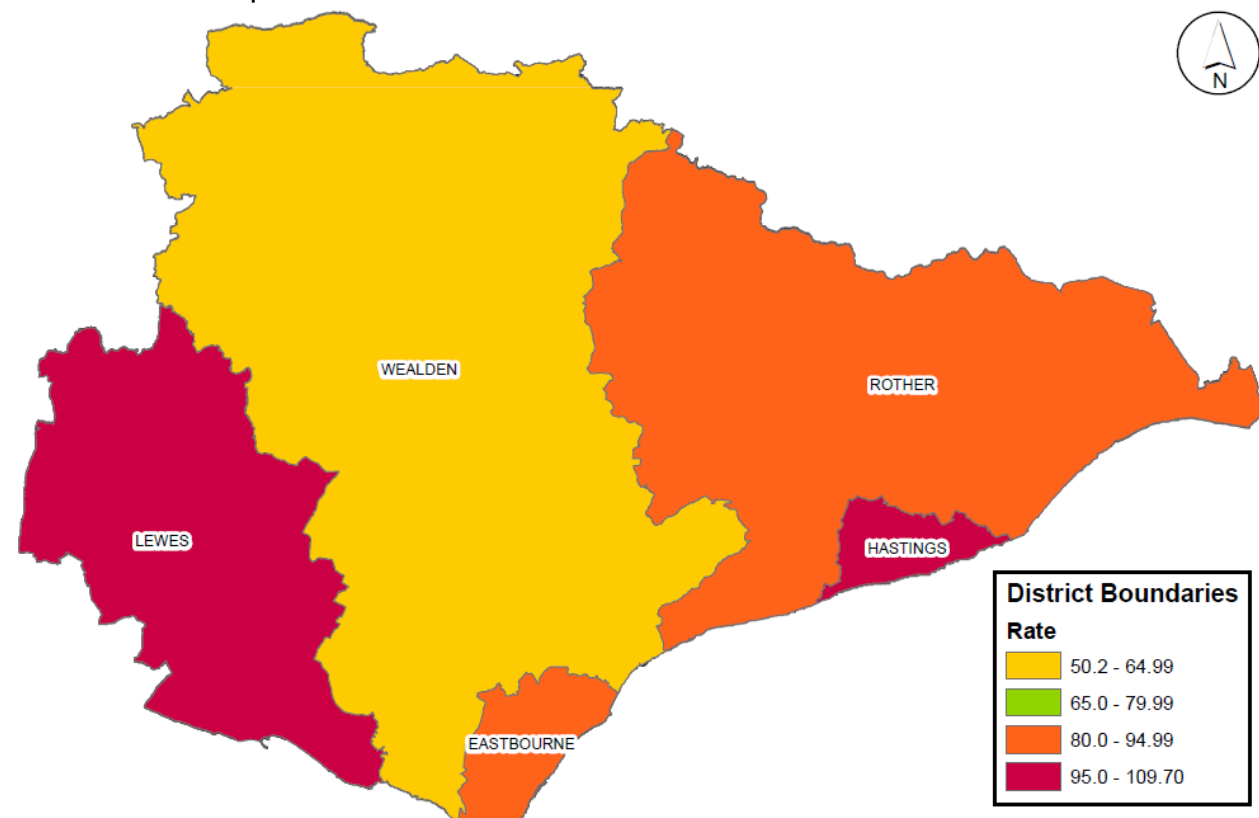 N
WEALDEN
ROTHER
LEWES
HASTINGS
EASTBOURNE
District Boundaries
Rate
50.2 - 64.99
65.0 - 79.99
80.0 - 94.99
95.0 - 109.70